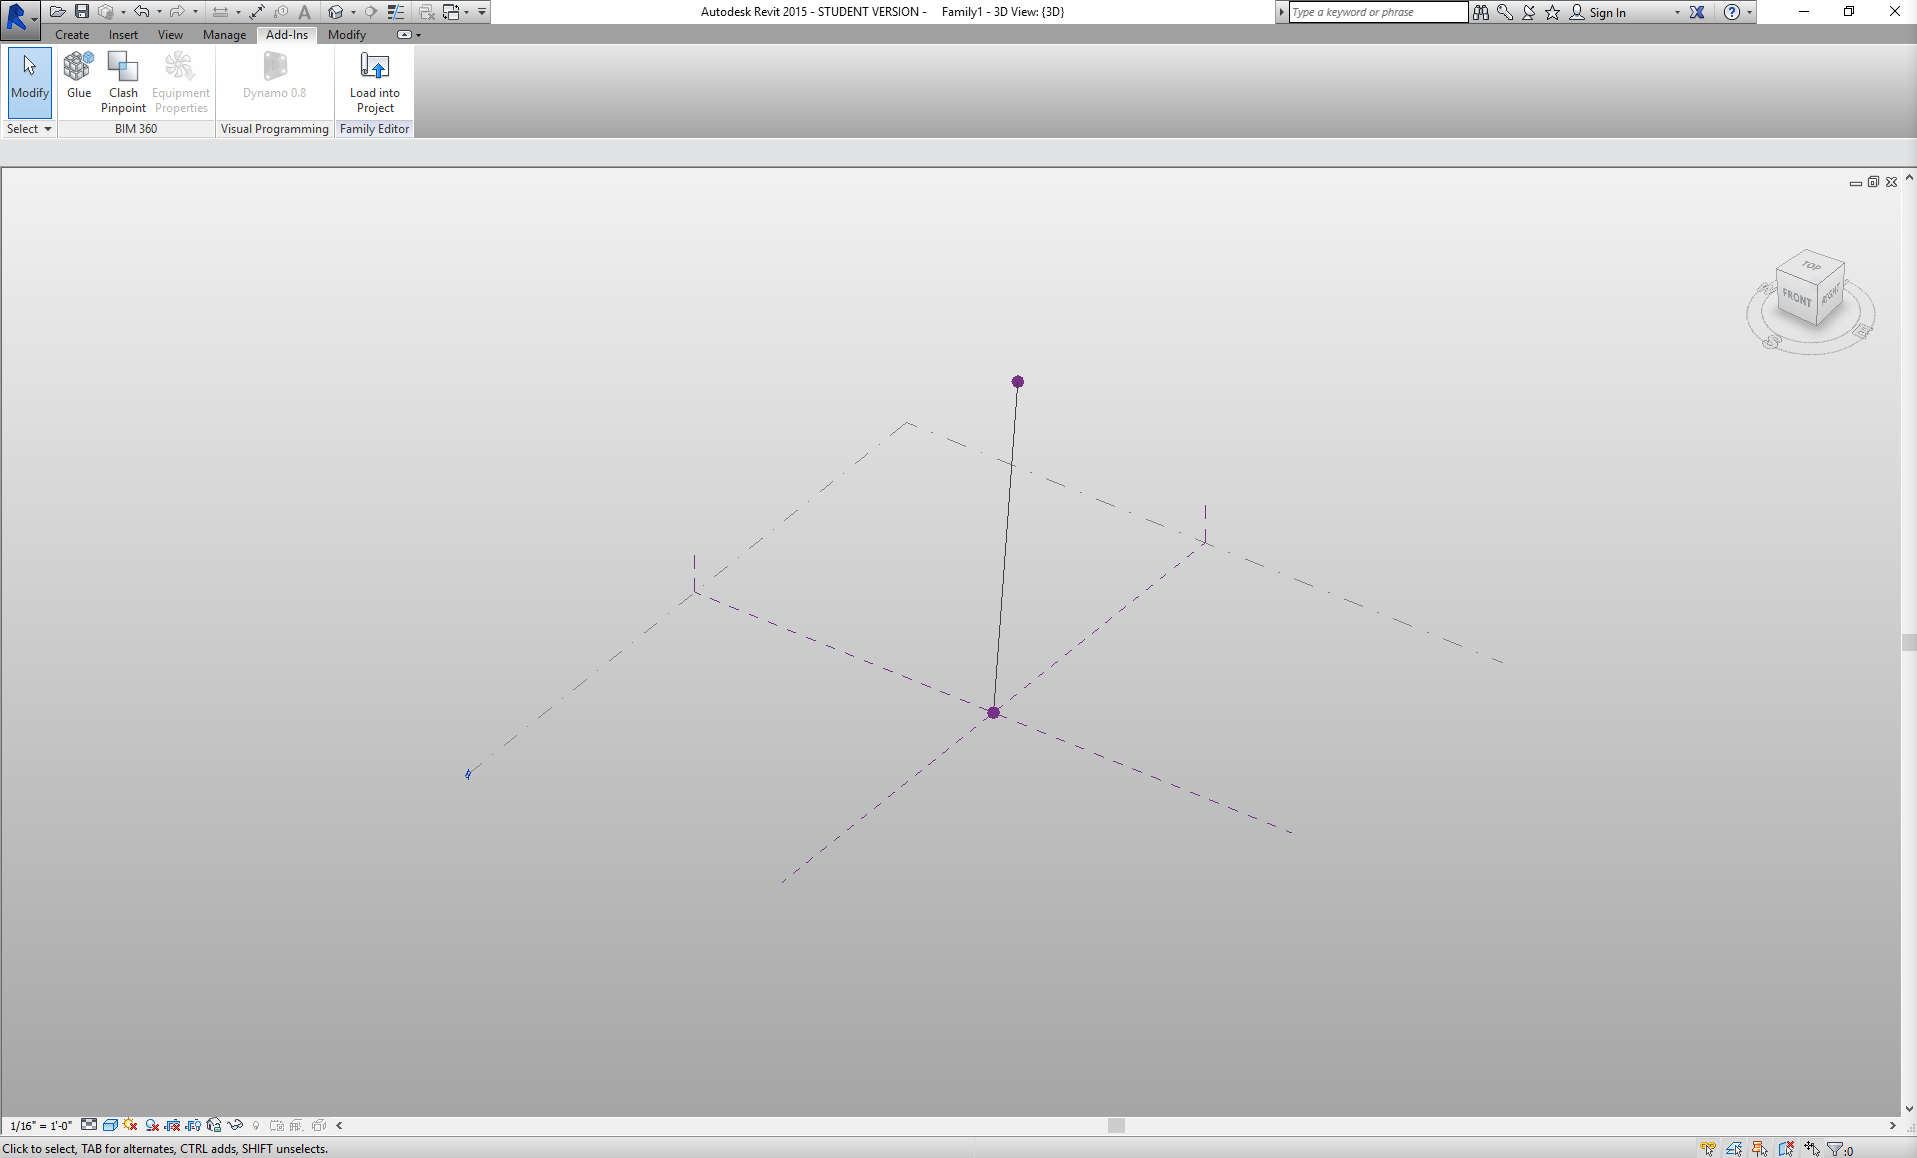 Autodesk Revit 2015 - STUDENT VERSION - Family1 - 3D View: {3D}
Type a keyword or phrase
Sign In
Create Insert View Manage Add-Ins Modify
Modify
Glue
Clash
Pinpoint
Equipment
Properties
Dynamo 0.8
Load into
Project
Select
BIM 360
Visual Programming
Family Editor
TOP
FRONT
RIGHT
S
E
1/16" = 1'-0"
Click to select, TAB for alternates, CTRL adds, SHIFT unselects.
:0